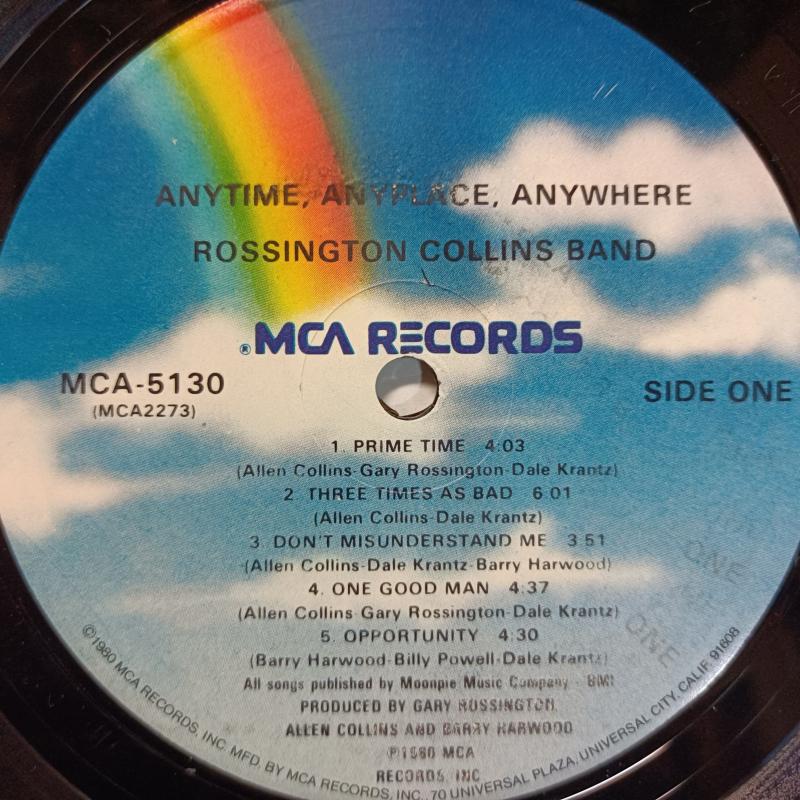 ANYTIME, ANYPLACE, ANYWHERE
ROSSINGTON COLLINS BAND
®MCA RECORDS
MCA-5130
(MCA2273)
SIDE ONE
1. PRIME TIME 4:03
(Allen Collins-Gary Rossington-Dale Krantz)
2 THREE TIMES AS BAD 6:01
(Allen Collins-Dale Krantz)
3 DON'T MISUNDERSTAND ME 3:51
(Allen Collins-Dale Krantz-Barry Harwood)
4. ONE GOOD MAN 4:37
(Allen Collins-Gary Rossington-Dale Krantz)
5. OPPORTUNITY 4:30
(Barry Harwood-Billy Powell-Dale Krantz)
All songs published by Moonpie Music Company - BMI
PRODUCED BY GARY ROSSINGTON,
ALLEN COLLINS AND BARRY HARWOOD
℗1980 MCA
RECORDS, INC
©1980 MCA RECORDS, INC. MFD. BY MCA RECORDS, INC., 70 UNIVERSAL PLAZA, UNIVERSAL CITY, CALIF. 91608
ONE
ONE